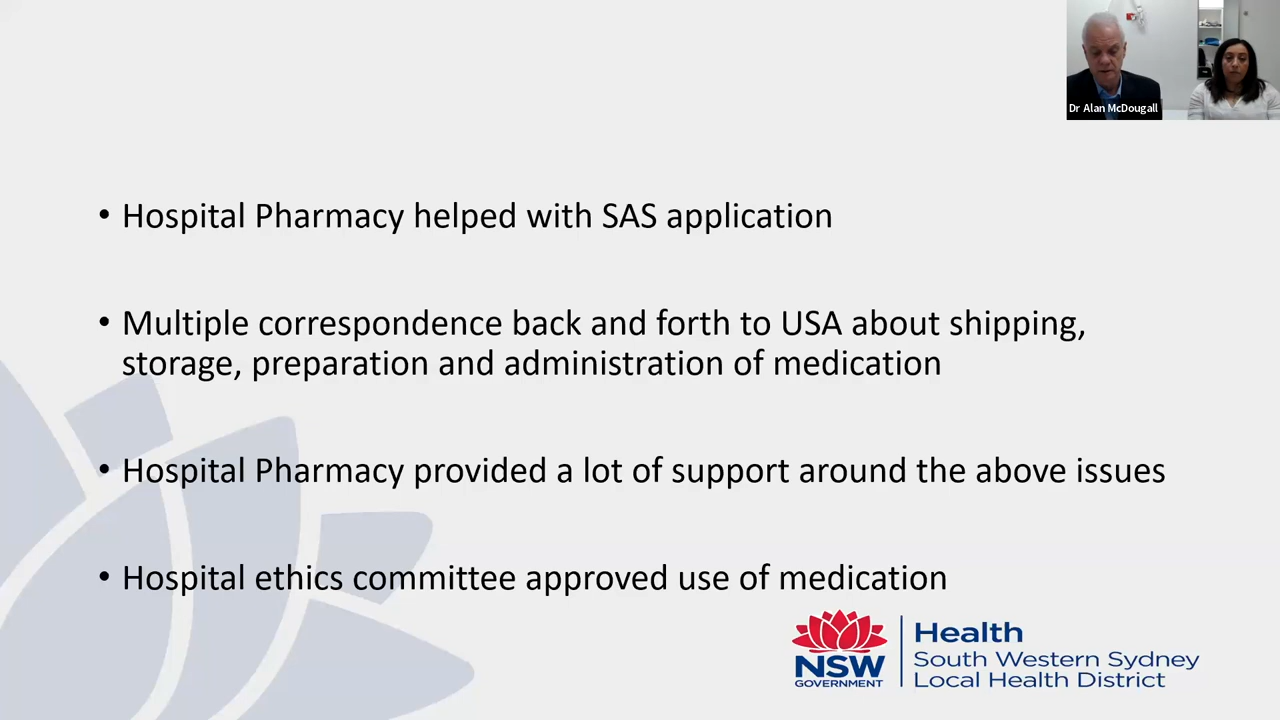 Dr Alan McDougall
• Hospital Pharmacy helped with SAS application
• Multiple correspondence back and forth to USA about shipping,
storage, preparation and administration of medication
• Hospital Pharmacy provided a lot of support around the above issues
• Hospital ethics committee approved use of medication
NSW
GOVERNMENT
Health
South Western Sydney
Local Health District